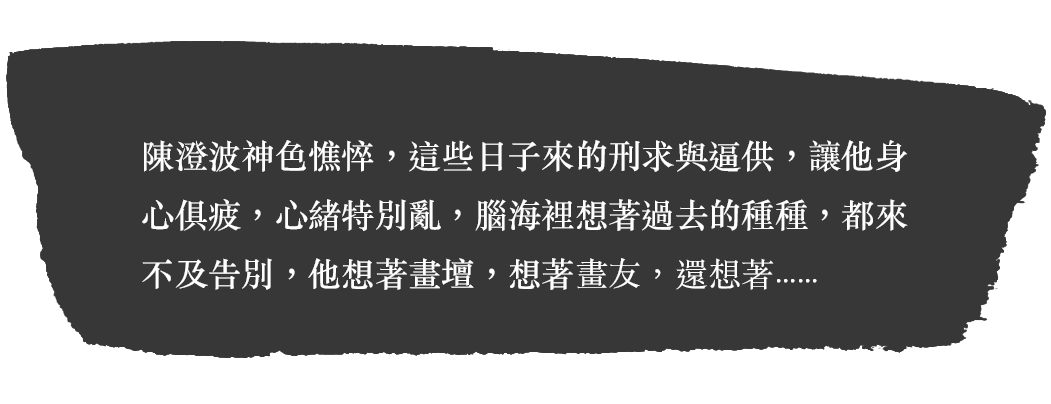 陳澄波神色憔悴，這些日子來的刑求與逼供，讓他身
心俱疲，心緒特別亂，腦海裡想著過去的種種，都來
不及告別，他想著畫壇，想著畫友，還想著......